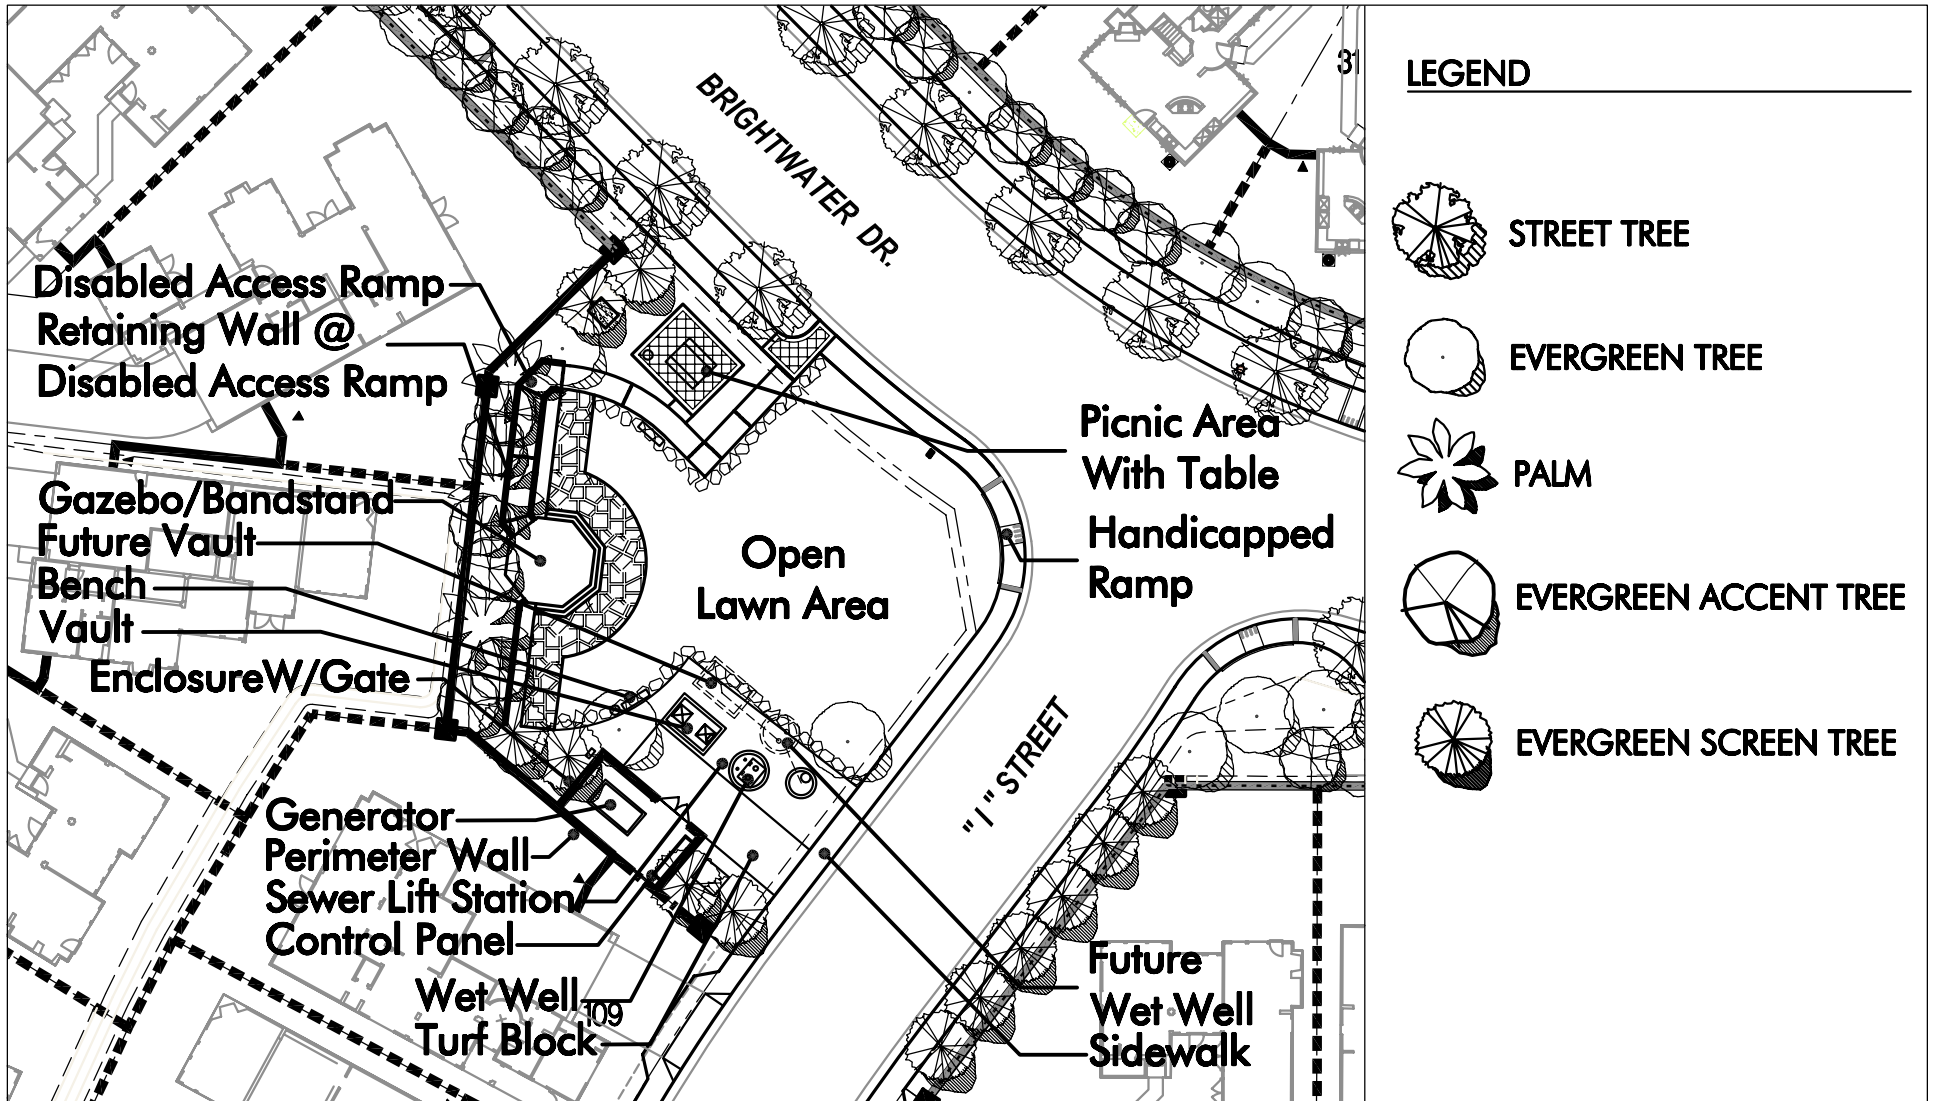 31
LEGEND
BRIGHTWATER DR.
STREET TREE
Disabled Access Ramp
Retaining Wall @
Disabled Access Ramp
EVERGREEN TREE
Picnic Area
With Table
PALM
Gazebo/Bandstand
Future Vault
Bench
Vault
EnclosureW/Gate
Open
Lawn Area
Handicapped
Ramp
EVERGREEN ACCENT TREE
"I" STREET
EVERGREEN SCREEN TREE
Generator
Perimeter Wall
Sewer Lift Station
Control Panel
Wet Well
109
Turf Block
Future
Wet Well
Sidewalk